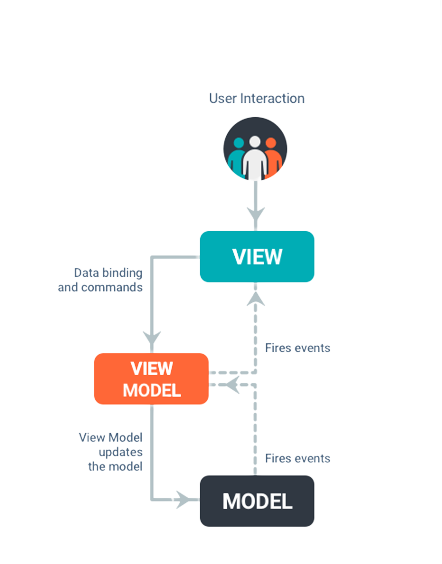 User Interaction
VIEW
Data binding
and commands
Fires events
VIEW
MODEL
View Model
updates
the model
Fires events
MODEL